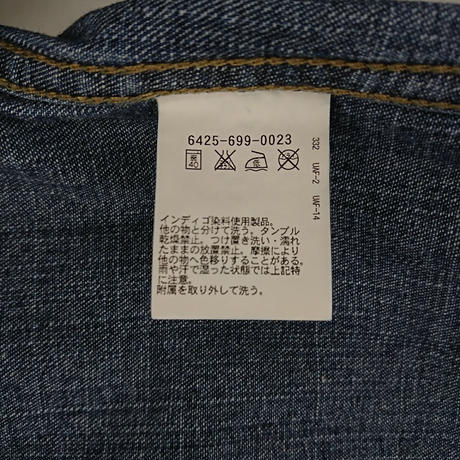 6425-699-0023
332 UAF-2 UAF-14
40
インディゴ染料使用製品。
他の物と分けて洗う。タンブル
乾燥禁止。つけ置き洗い・濡れ
たままの放置禁止。摩擦により
他の物へ色移りすることがある。
雨や汗で湿った状態では上記特
に注意。
附属を取り外して洗う。